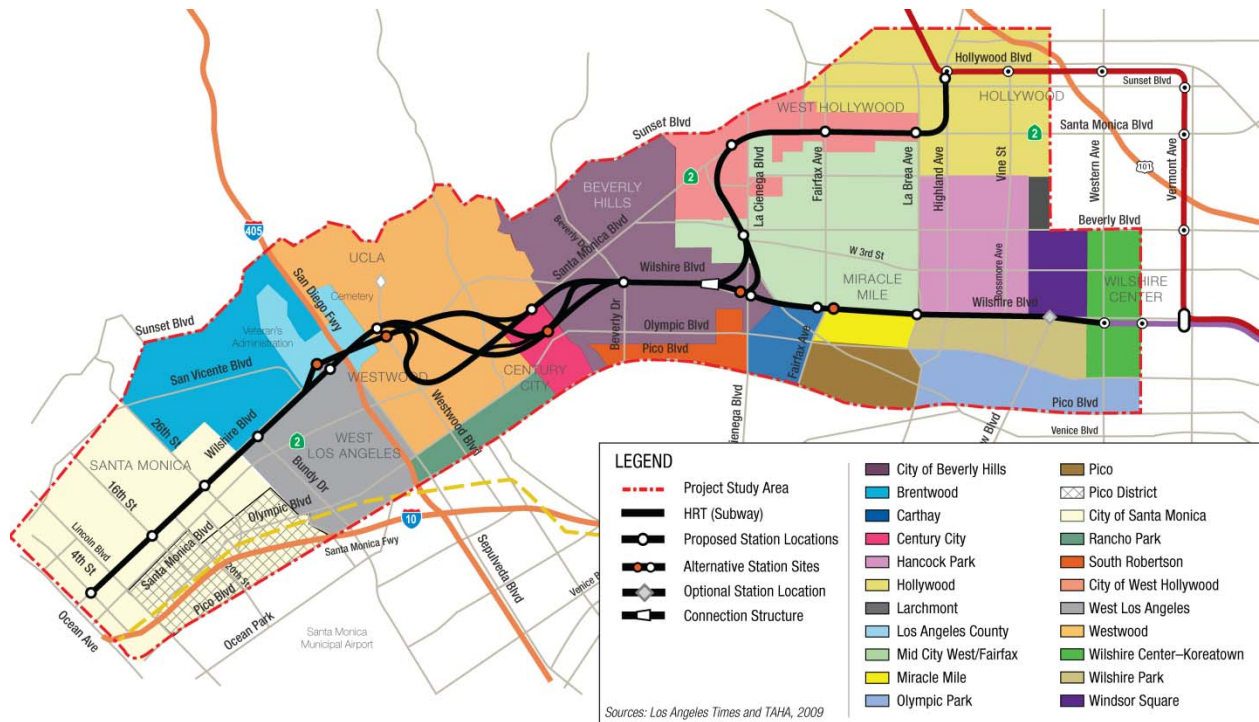 Hollywood Blvd
Sunset Blvd
HOLLYWOOD
WEST HOLLYWOOD
Santa Monica Blvd
2
Sunset Blvd
101
La Cienega Blvd
Fairfax Ave
La Brea Ave
Highland Ave
Vine St
Western Ave
Vermont Ave
2
BEVERLY
HILLS
Beverly Dr
Santa Monica Blvd
Beverly Blvd
405
W 3rd St
UCLA
San Diego Fwy
Wilshire Blvd
MIRACLE
MILE
Rossmore Ave
WILSHIRE
CENTER
Cemetery
Wilshire Blvd
Sunset Blvd
Veteran's
Administration
Beverly Dr
Olympic Blvd
Pico Blvd
Fairfax Ave
San Vicente Blvd
WESTWOOD
CENTURY
CITY
Westwood Blvd
Pico Blvd
26th St
Wilshire Blvd
2
WEST
LOS ANGELES
Venice Blvd
SANTA MONICA
Bundy Dr
16th St
Olympic Blvd
10
Lincoln Blvd
Santa Monica Blvd
Santa Monica Fwy
4th St
20th St
Pico Blvd
Sepulveda Blvd
Ocean Ave
Ocean Park
Santa Monica
Municipal Airport
LEGEND
Project Study Area
HRT (Subway)
Proposed Station Locations
Alternative Station Sites
Optional Station Location
Connection Structure
Sources: Los Angeles Times and TAHA, 2009
City of Beverly Hills
Brentwood
Carthay
Century City
Hancock Park
Hollywood
Larchmont
Los Angeles County
Mid City West/Fairfax
Miracle Mile
Olympic Park
Pico
Pico District
City of Santa Monica
Rancho Park
South Robertson
City of West Hollywood
West Los Angeles
Westwood
Wilshire Center–Koreatown
Wilshire Park
Windsor Square